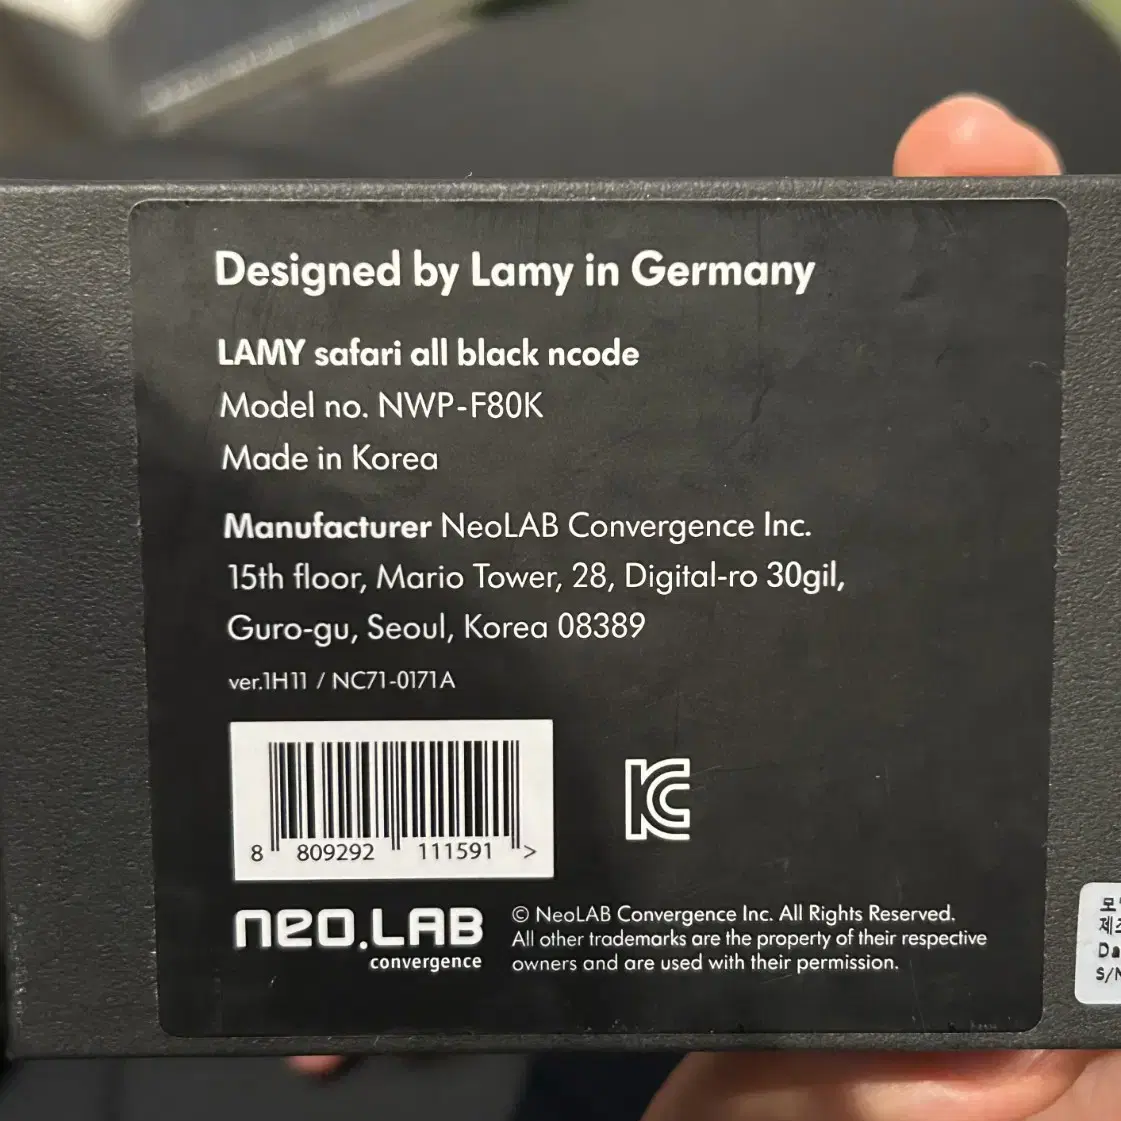 Designed by Lamy in Germany
LAMY safari all black ncode
Model no. NWP-F80K
Made in Korea
Manufacturer NeoLAB Convergence Inc.
15th floor, Mario Tower, 28, Digital-ro 30gil,
Guro-gu, Seoul, Korea 08389
ver.1H11 / NC71-0171A
8 809292 111591 >
neo.LAB
convergence
© NeoLAB Convergence Inc. All Rights Reserved.
All other trademarks are the property of their respective
owners and are used with their permission.